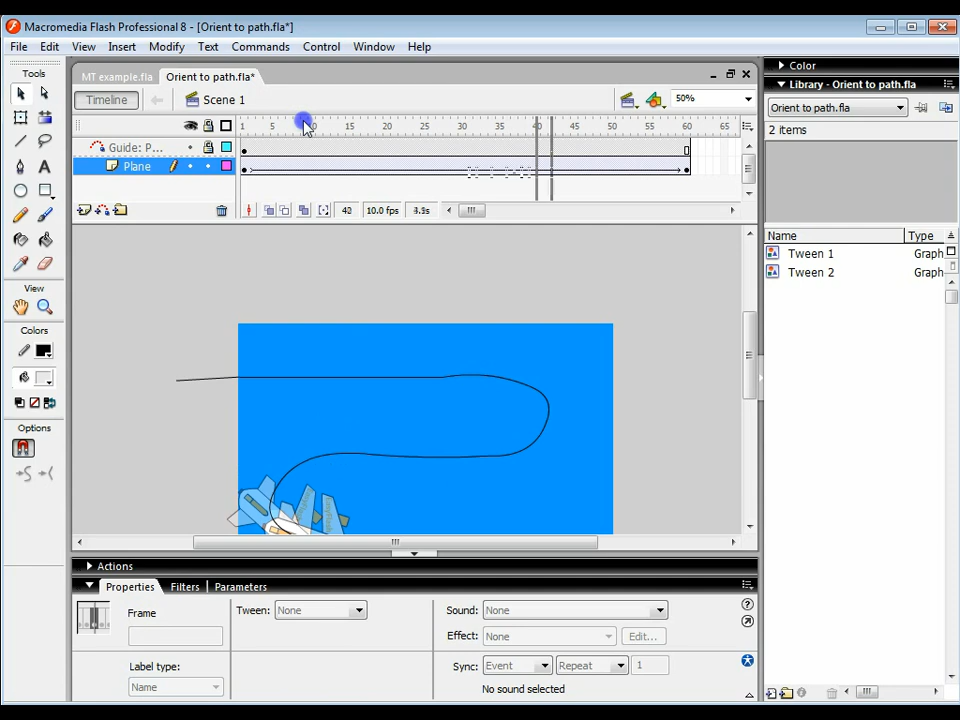 Macromedia Flash Professional 8 - [Orient to path.fla*]
File Edit View Insert Modify Text Commands Control Window Help
Tools
View
Colors
Options
MT example.fla Orient to path.fla*
Timeline Scene 1 50%
1 5 10 15 20 25 30 35 40 45 50 55 60 65
Guide: P...
Plane
10.0 fps
Actions
Properties Filters Parameters
Frame
Label type:
Name
Tween: None
Sound: None
Effect: None Edit...
Sync: Event Repeat 1
No sound selected
Color
Library - Orient to path.fla
Orient to path.fla
2 items
Name Type
Tween 1 Graph
Tween 2 Graph